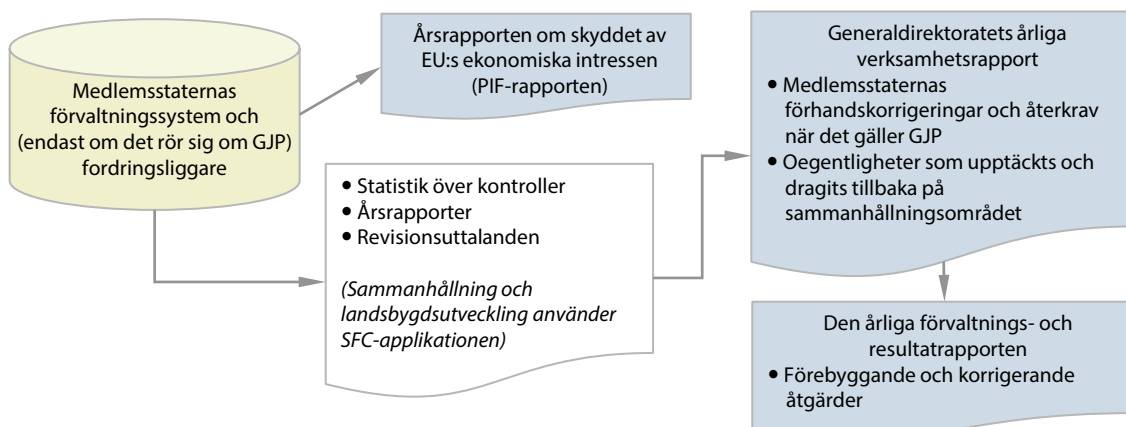 Medlemsstaternas
förvaltningssystem och
(endast om det rör sig om GJP)
fordringsliggare
Årsrapporten om skyddet av
EU:s ekonomiska intressen
(PIF-rapporten)
• Statistik över kontroller
• Årsrapporter
• Revisionsuttalanden
(Sammanhållning och
landsbygdsutveckling använder
SFC-applikationen)
Generaldirektoratets årliga
verksamhetsrapport
• Medlemsstaternas
förhandskorrigeringar och återkrav
när det gäller GJP
• Oegentligheter som upptäckts och
dragits tillbaka på
sammanhållningsområdet
Den årliga förvaltnings- och
resultatrapporten
• Förebyggande och korrigerande
åtgärder